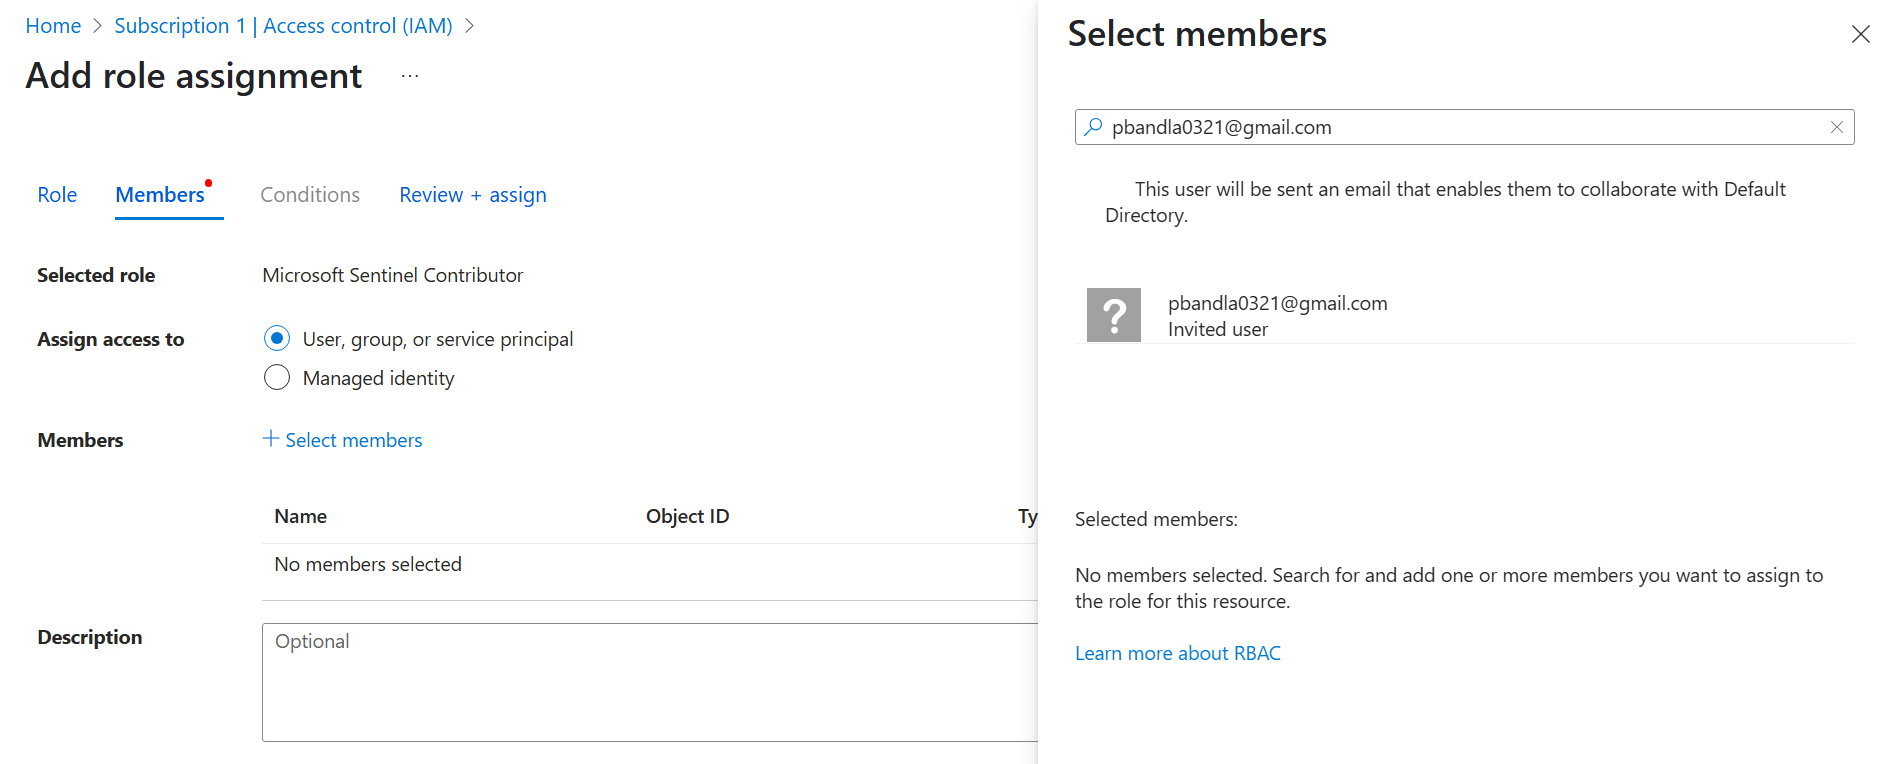 Home > Subscription 1 | Access control (IAM) >
Add role assignment ...
Role Members Conditions Review + assign
Selected role Microsoft Sentinel Contributor
Assign access to User, group, or service principal
Managed identity
Members + Select members
Name Object ID Ty
No members selected
Description Optional
Select members
pbandla0321@gmail.com
This user will be sent an email that enables them to collaborate with Default
Directory.
?
pbandla0321@gmail.com
Invited user
Selected members:
No members selected. Search for and add one or more members you want to assign to
the role for this resource.
Learn more about RBAC